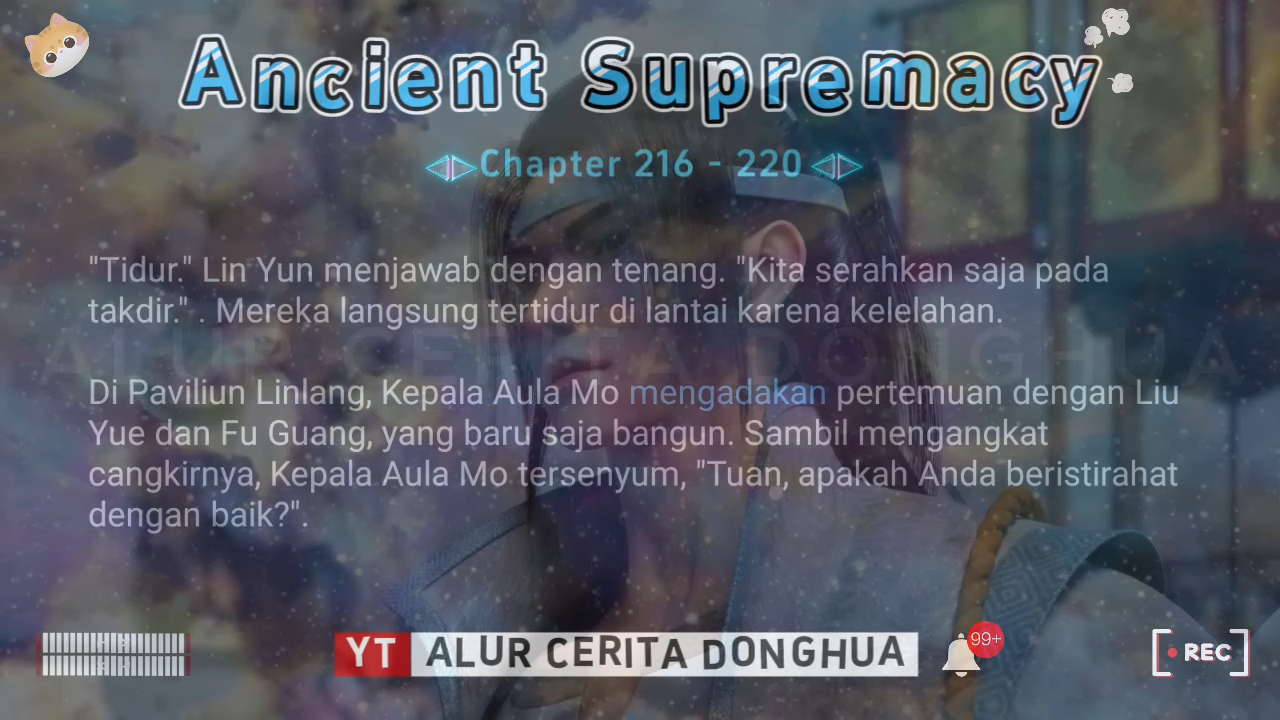 Ancient Supremacy
Chapter 216 - 220
"Tidur." Lin Yun menjawab dengan tenang. "Kita serahkan saja pada
takdir." . Mereka langsung tertidur di lantai karena kelelahan.
ALUR CERITA DONGHUA
Di Paviliun Linlang, Kepala Aula Mo mengadakan pertemuan dengan Liu
Yue dan Fu Guang, yang baru saja bangun. Sambil mengangkat
cangkirnya, Kepala Aula Mo tersenyum, "Tuan, apakah Anda beristirahat
dengan baik?".
YT ALUR CERITA DONGHUA
99+
REC